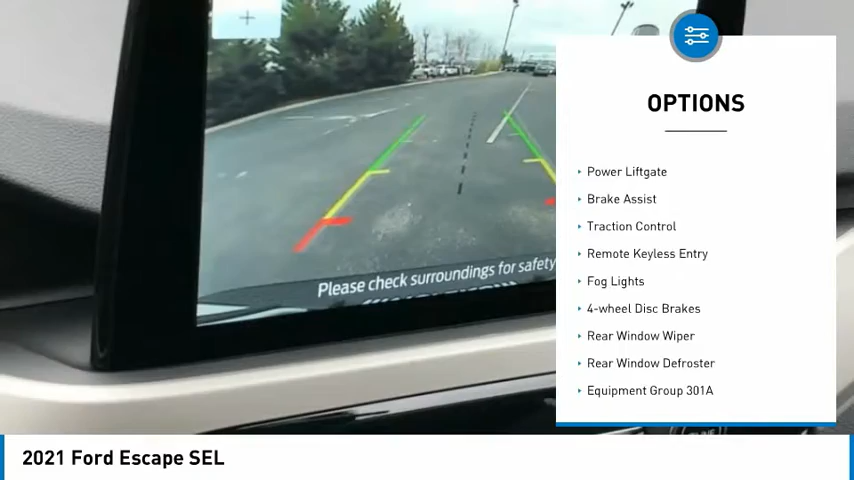 Please check surroundings for safety
OPTIONS
Power Liftgate
Brake Assist
Traction Control
Remote Keyless Entry
Fog Lights
4-wheel Disc Brakes
Rear Window Wiper
Rear Window Defroster
Equipment Group 301A
2021 Ford Escape SEL